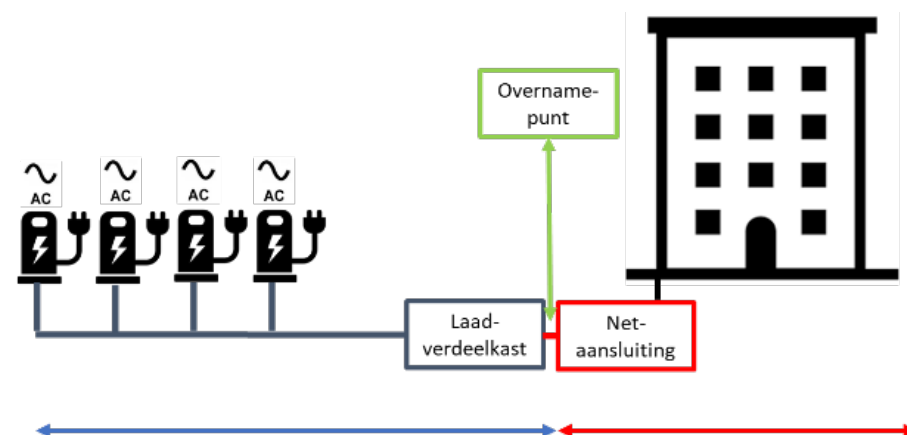 Overname-
punt
AC
AC
AC
AC
Laad-
verdeelkast
Net-
aansluiting